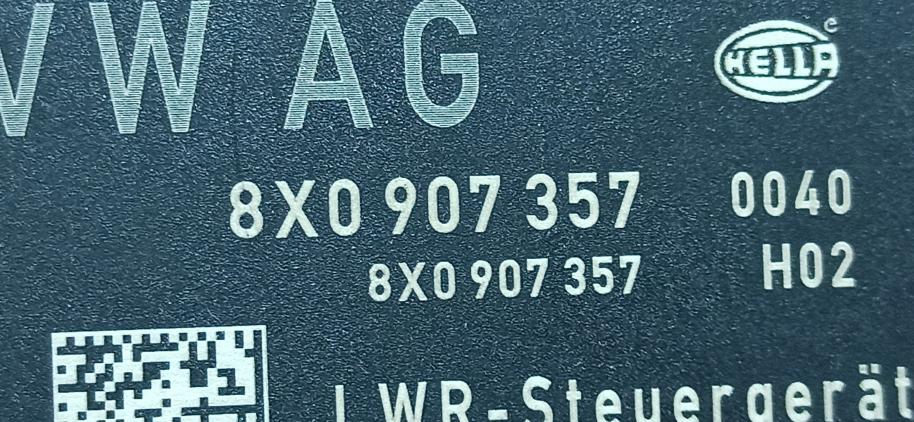 VW AG HELLA
8X0 907 357 0040
8X0 907 357 H02
LWR-Steuergerät